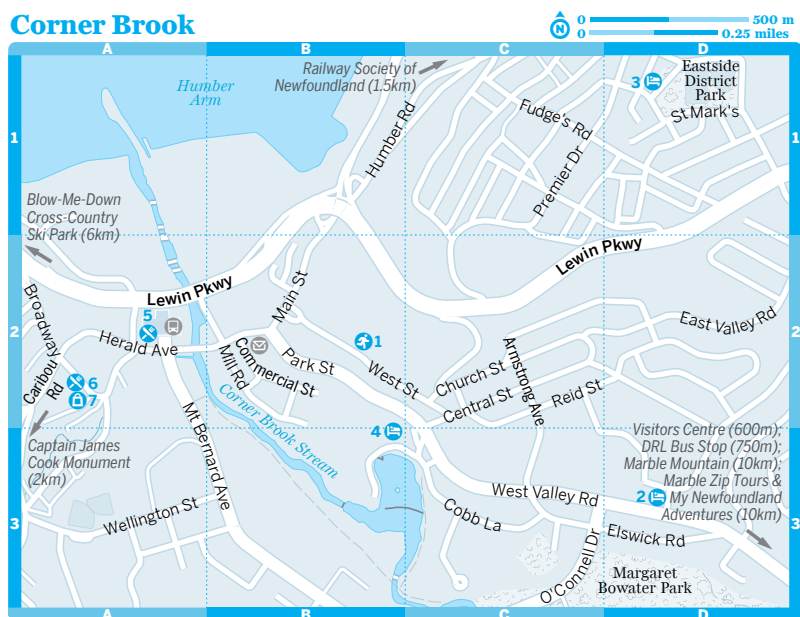 Corner Brook
N
0 500 m
0 0.25 miles
A B C D
1 1
2 2
3 3
A B C D
Humber
Arm
Railway Society of
Newfoundland (1.5km)
Humber Rd
Fudge's Rd
Premier Dr
3
Eastside
District
Park
St Mark's
Blow-Me-Down
Cross-Country
Ski Park (6km)
Lewin Pkwy
Lewin Pkwy
Broadway
Caribou
Rd
5
Herald Ave
6
7
Main St
1
Mill Rd
Commercial St
Park St
West St
Church St
Central St
Armstrong Ave
Reid St
East Valley Rd
Captain James
Cook Monument
(2km)
Mt Bernard Ave
Corner Brook Stream
4
Wellington St
Cobb La
West Valley Rd
Visitors Centre (600m);
DRL Bus Stop (750m);
Marble Mountain (10km);
Marble Zip Tours &
2 My Newfoundland
Adventures (10km)
Elswick Rd
O'Connell Dr
Margaret
Bowater Park